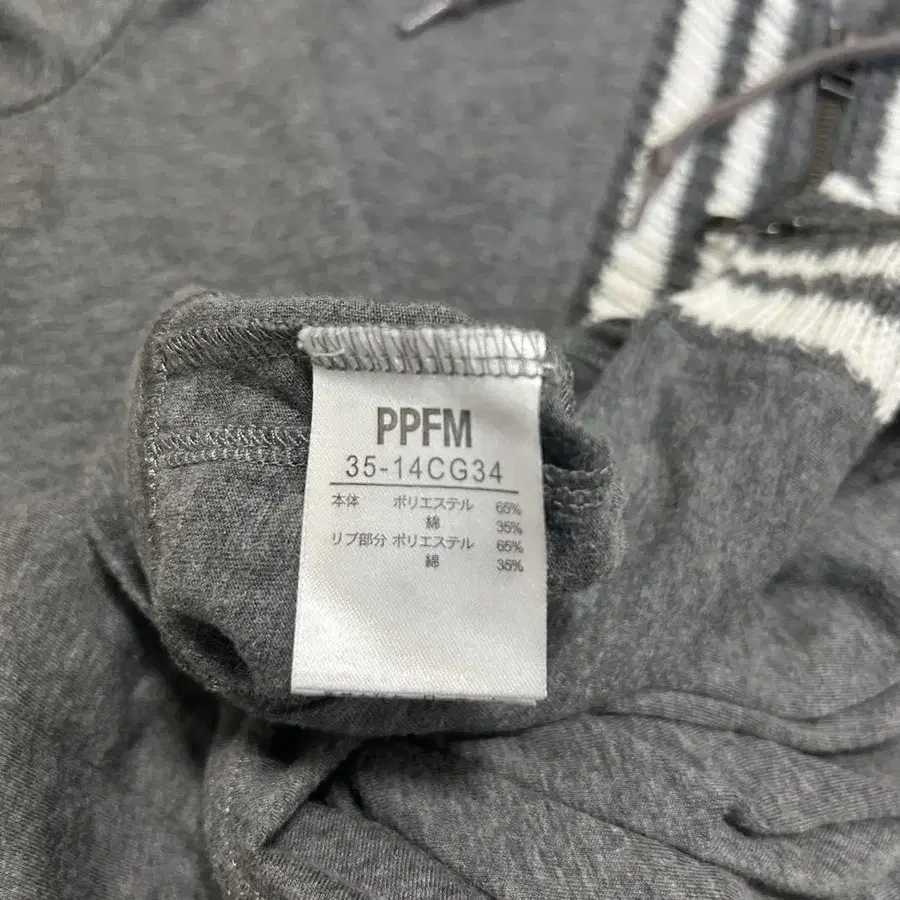 PPFM
35-14CG34
本体 ポリエステル 65%
綿 35%
リブ部分 ポリエステル 65%
綿 35%